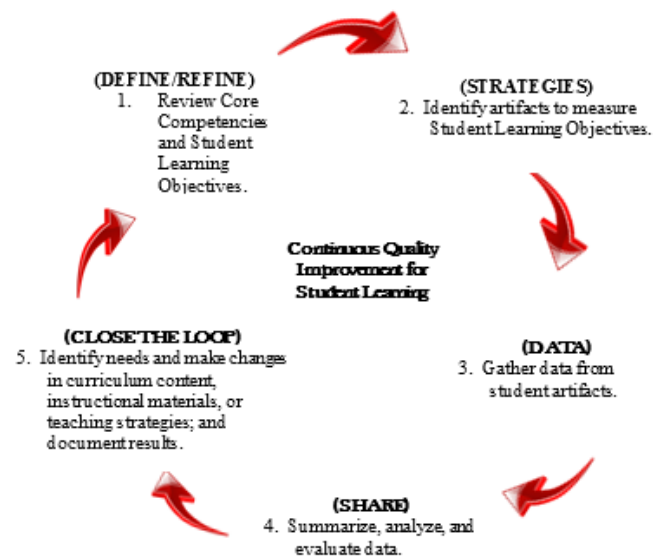 (DEFINE/REFINE)
1. Review Core
Competencies
and Student
Learning
Objectives.
(STRATEGIES)
2. Identify artifacts to measure
Student Learning Objectives.
Continuous Quality
Improvement for
Student Learning
(DATA)
3. Gather data from
student artifacts.
(SHARE)
4. Summarize, analyze, and
evaluate data.
(CLOSE THE LOOP)
5. Identify needs and make changes
in curriculum content,
instructional materials, or
teaching strategies; and
document results.